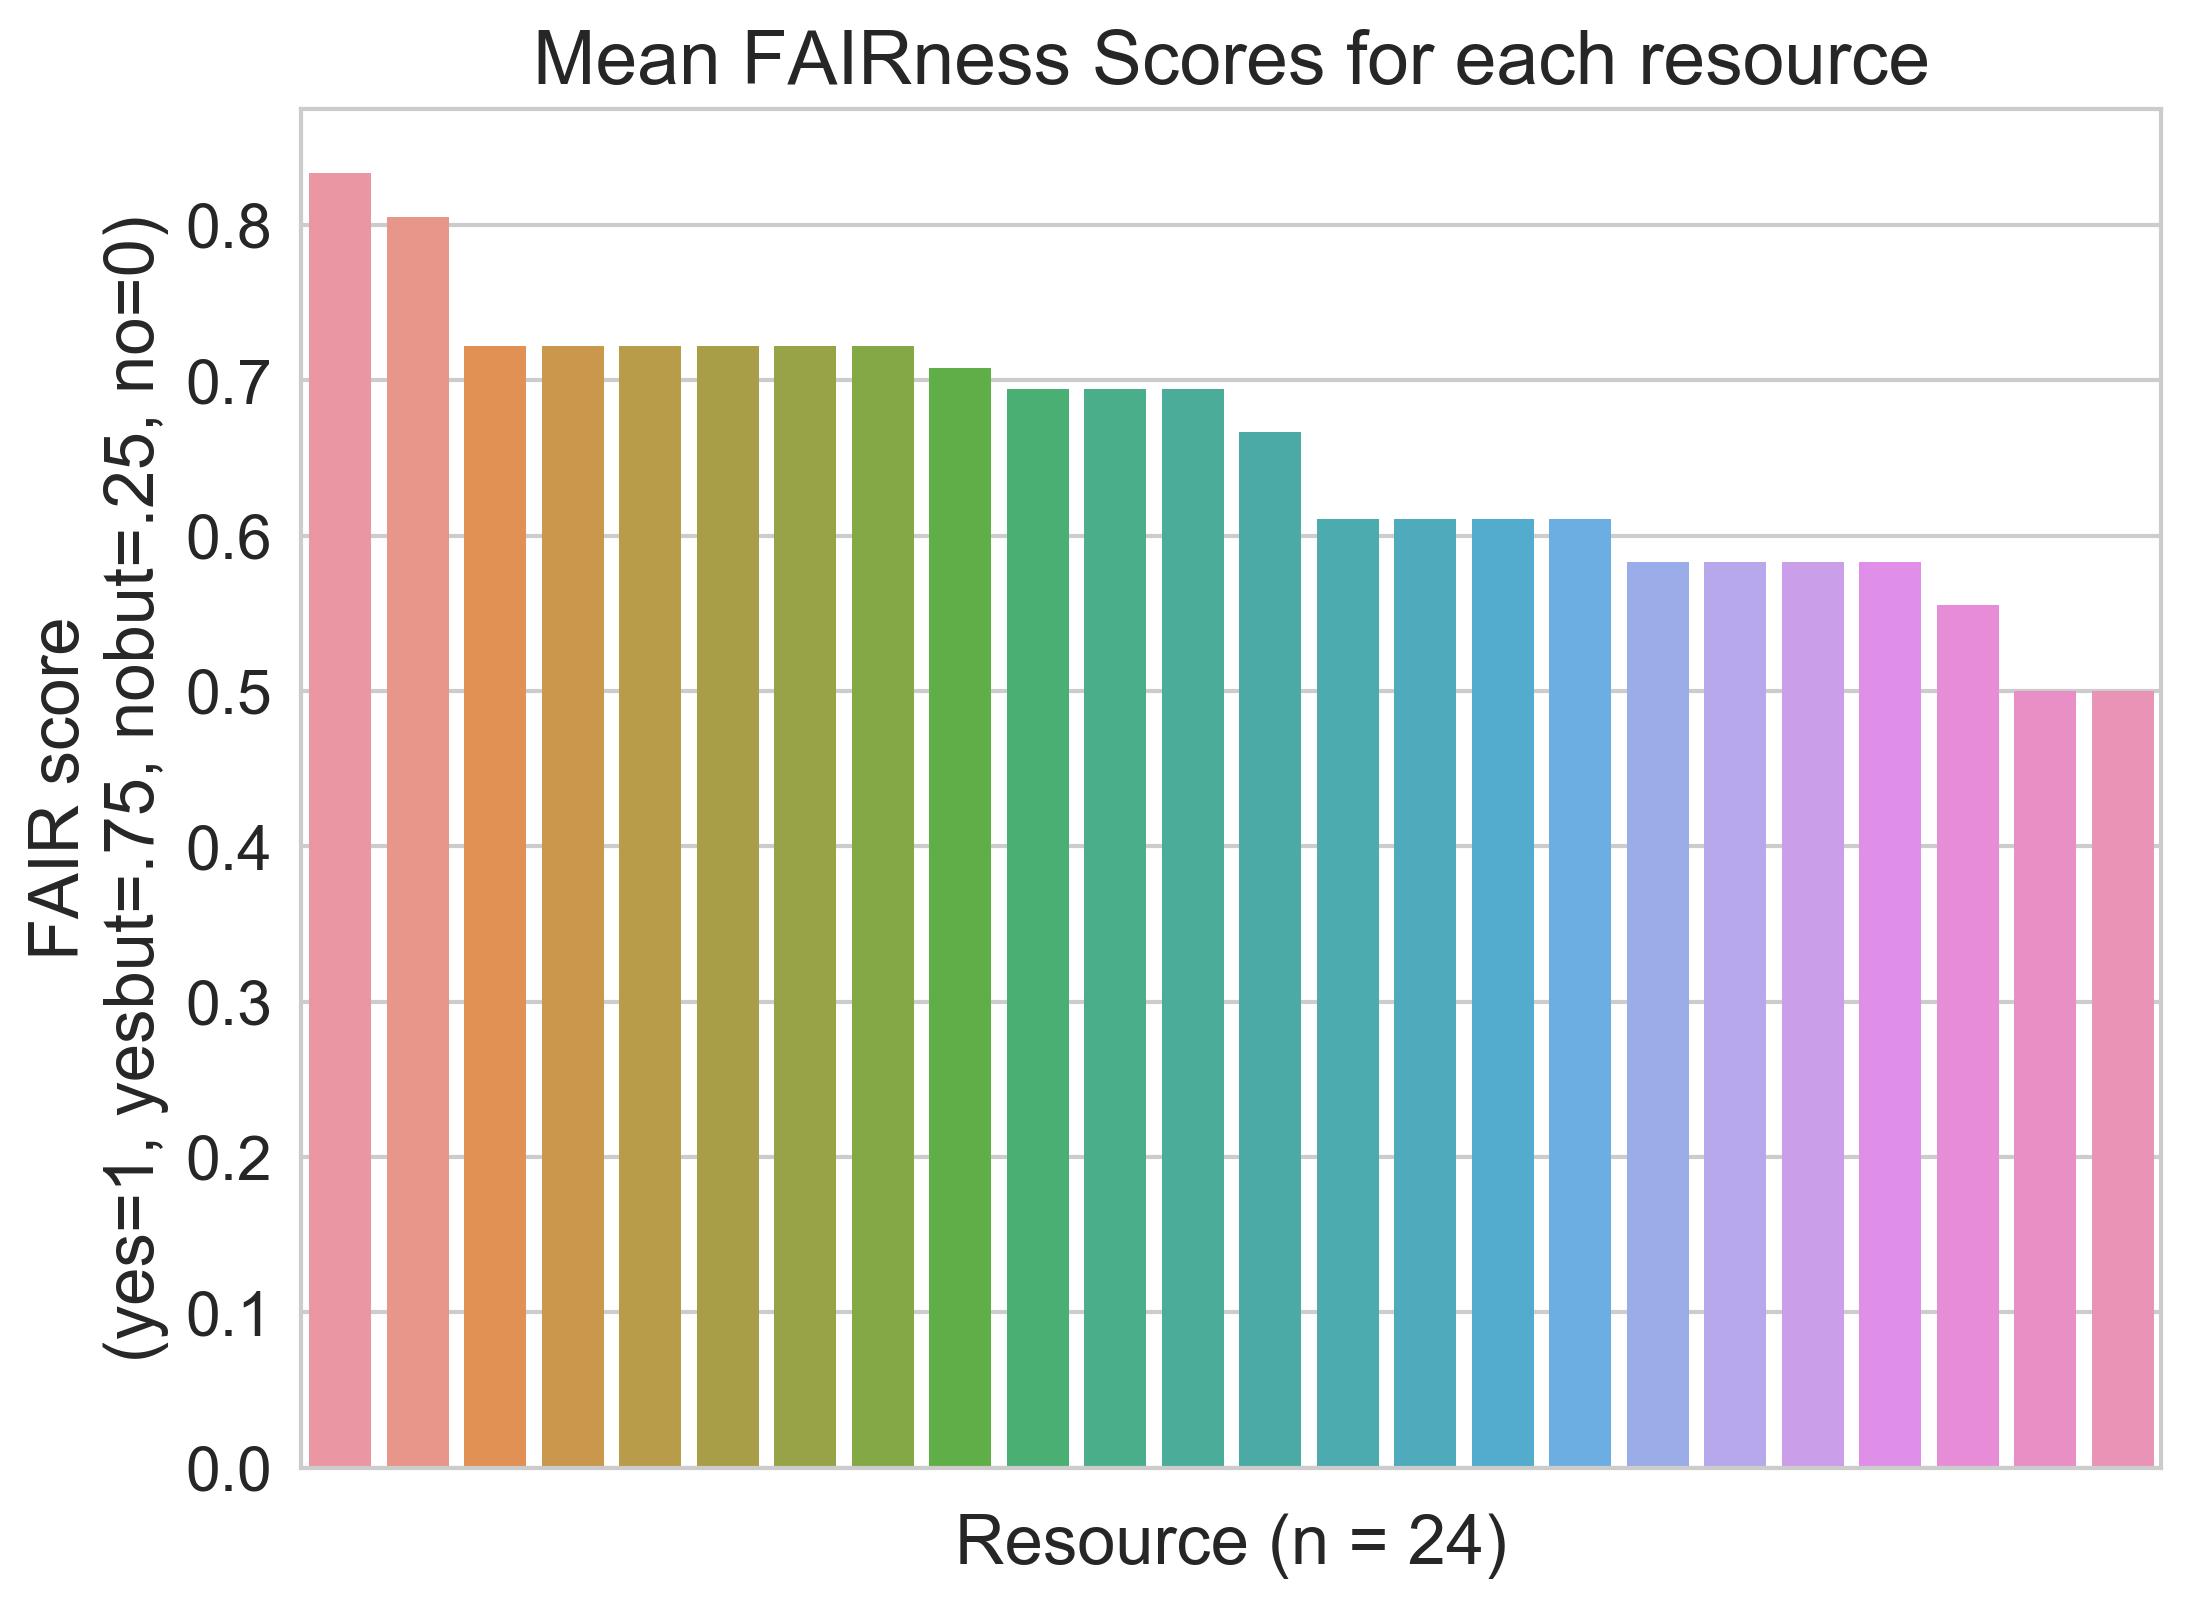 Mean FAIRness Scores for each resource
FAIR score
(yes=1, yesbut=.75, nobut=.25, no=0)
0.8
0.7
0.6
0.5
0.4
0.3
0.2
0.1
0.0
Resource (n = 24)